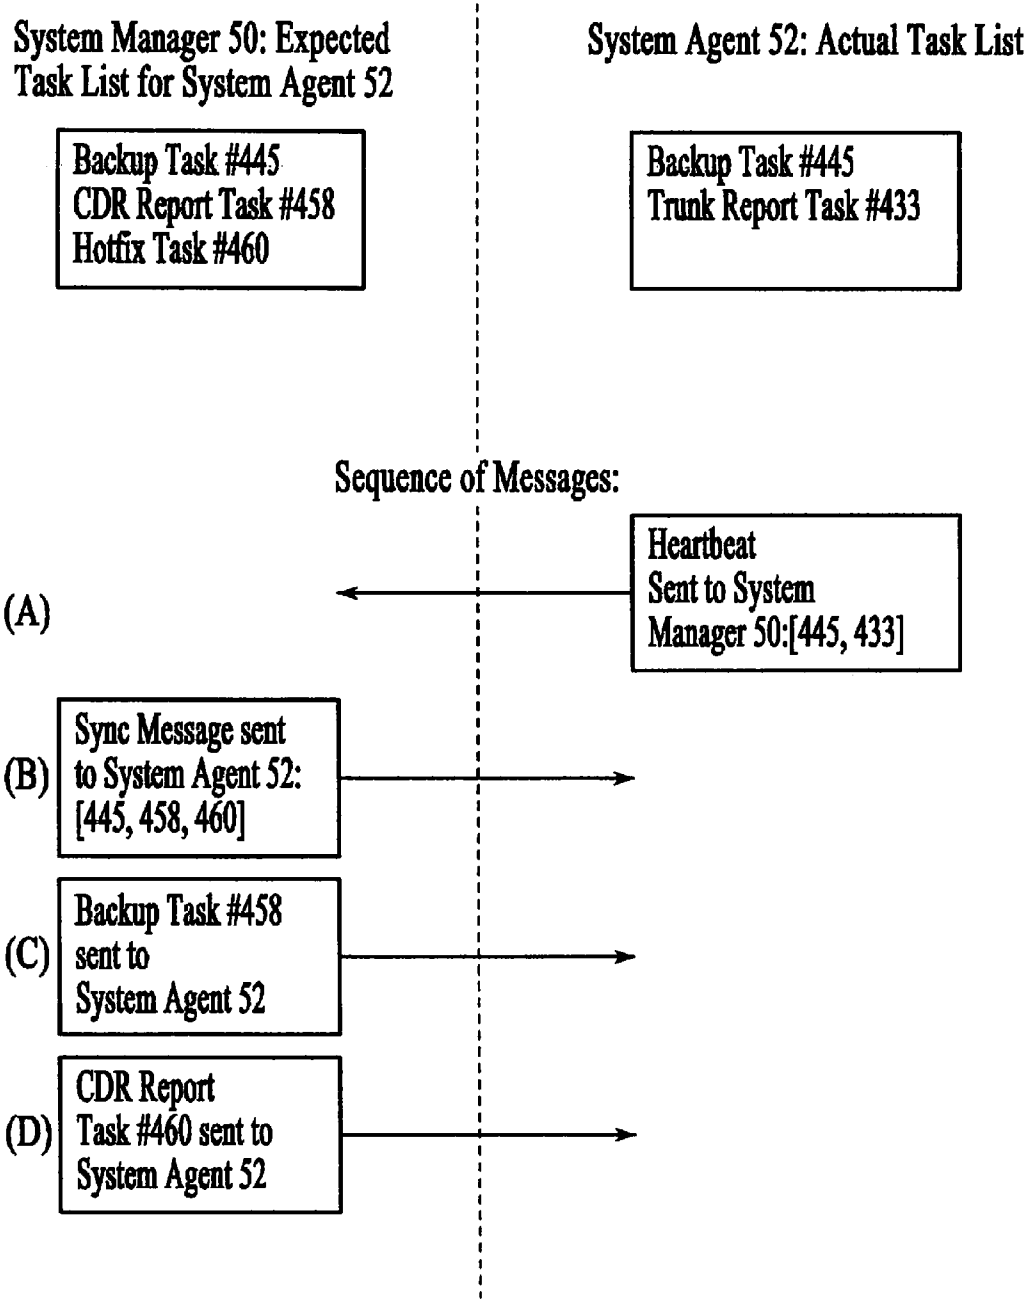 System Manager 50: Expected
Task List for System Agent 52
System Agent 52: Actual Task List
Backup Task #445
CDR Report Task #458
Hotfix Task #460
Backup Task #445
Trunk Report Task #433
Sequence of Messages:
(A)
Heartbeat
Sent to System
Manager 50:[445, 433]
(B)
Sync Message sent
to System Agent 52:
[445, 458, 460]
(C)
Backup Task #458
sent to
System Agent 52
(D)
CDR Report
Task #460 sent to
System Agent 52